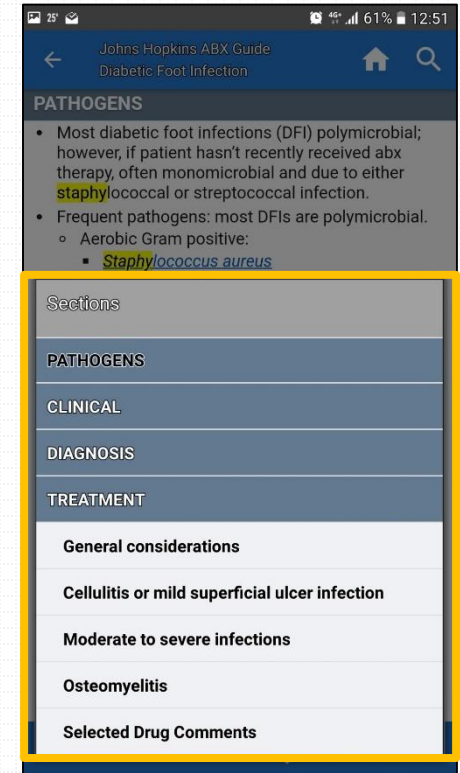 25° 4G+ 61% 12:51
Johns Hopkins ABX Guide
Diabetic Foot Infection
PATHOGENS
• Most diabetic foot infections (DFI) polymicrobial;
however, if patient hasn't recently received abx
therapy, often monomicrobial and due to either
staphylococcal or streptococcal infection.
• Frequent pathogens: most DFIs are polymicrobial.
◦ Aerobic Gram positive:
▪ Staphylococcus aureus
Sections
PATHOGENS
CLINICAL
DIAGNOSIS
TREATMENT
General considerations
Cellulitis or mild superficial ulcer infection
Moderate to severe infections
Osteomyelitis
Selected Drug Comments